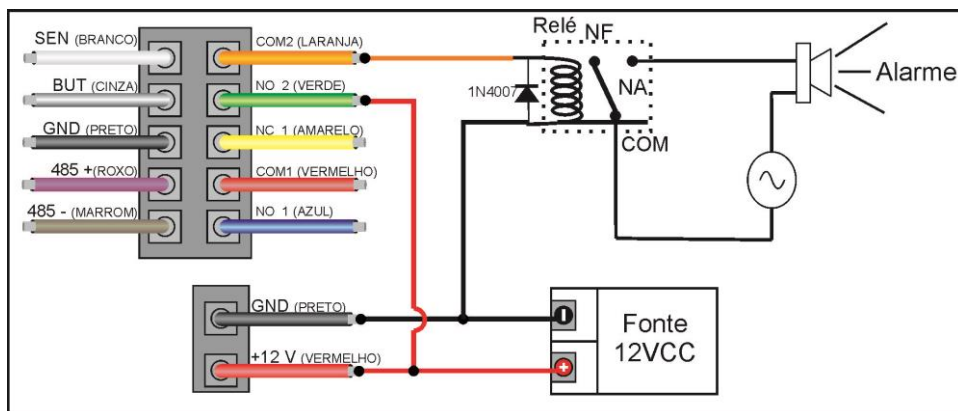 SEN (BRANCO)
BUT (CINZA)
GND (PRETO)
485 +(ROXO)
485 - (MARROM)
COM2 (LARANJA)
NO 2 (VERDE)
NC 1 (AMARELO)
COM1 (VERMELHO)
NO 1 (AZUL)
Relé
NF
NA
COM
1N4007
Alarme
GND (PRETO)
+12 V (VERMELHO)
Fonte
12VCC